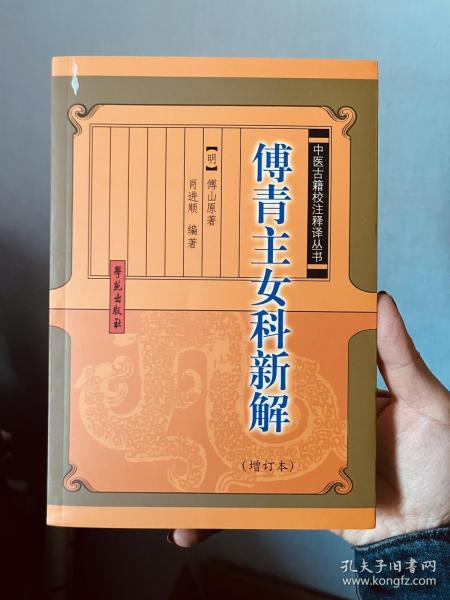 中医古籍校注释译丛书
傅青主女科新解
(增订本)
【明】傅山原著
肖进顺 编著
學苑出版社
孔夫子旧书网
www.kongfz.com